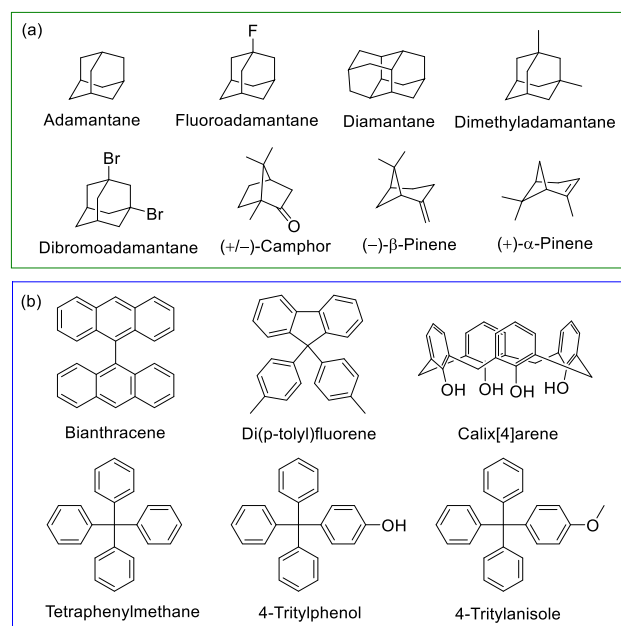 (a)
F
Adamantane
Fluoroadamantane
Diamantane
Dimethyladamantane
Br
Br
O
Dibromoadamantane
(+/−)-Camphor
(−)-β-Pinene
(+)-α-Pinene
(b)
OH
OH
OH
HO
Bianthracene
Di(p-tolyl)fluorene
Calix[4]arene
OH
O
Tetraphenylmethane
4-Tritylphenol
4-Tritylanisole